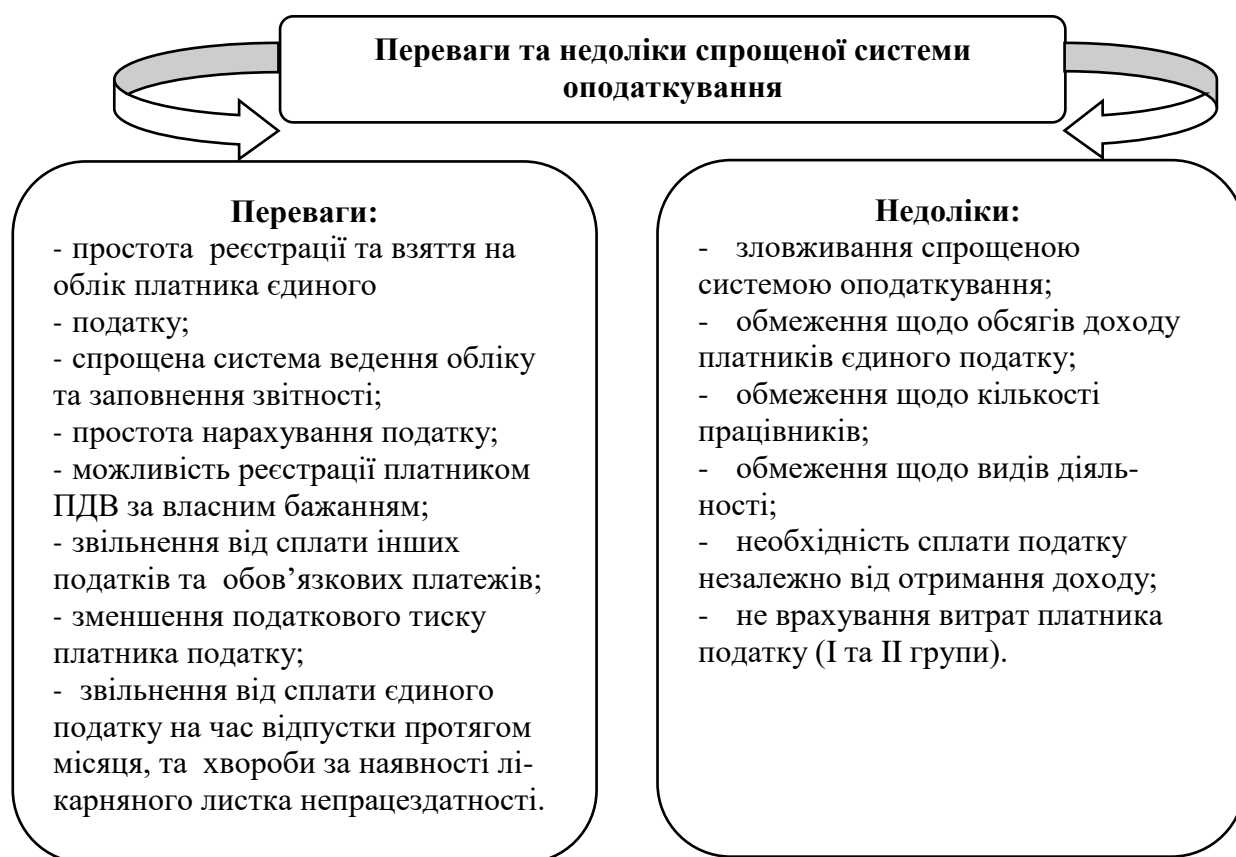 Переваги та недоліки спрощеної системи
оподаткування
Переваги:
- простота реєстрації та взяття на
облік платника єдиного
- податку;
- спрощена система ведення обліку
та заповнення звітності;
- простота нарахування податку;
- можливість реєстрації платником
ПДВ за власним бажанням;
- звільнення від сплати інших
податків та обов’язкових платежів;
- зменшення податкового тиску
платника податку;
- звільнення від сплати єдиного
податку на час відпустки протягом
місяця, та хвороби за наявності лі-
карняного листка непрацездатності.
Недоліки:
- зловживання спрощеною
системою оподаткування;
- обмеження щодо обсягів доходу
платників єдиного податку;
- обмеження щодо кількості
працівників;
- обмеження щодо видів діяль-
ності;
- необхідність сплати податку
незалежно від отримання доходу;
- не врахування витрат платника
податку (І та ІІ групи).